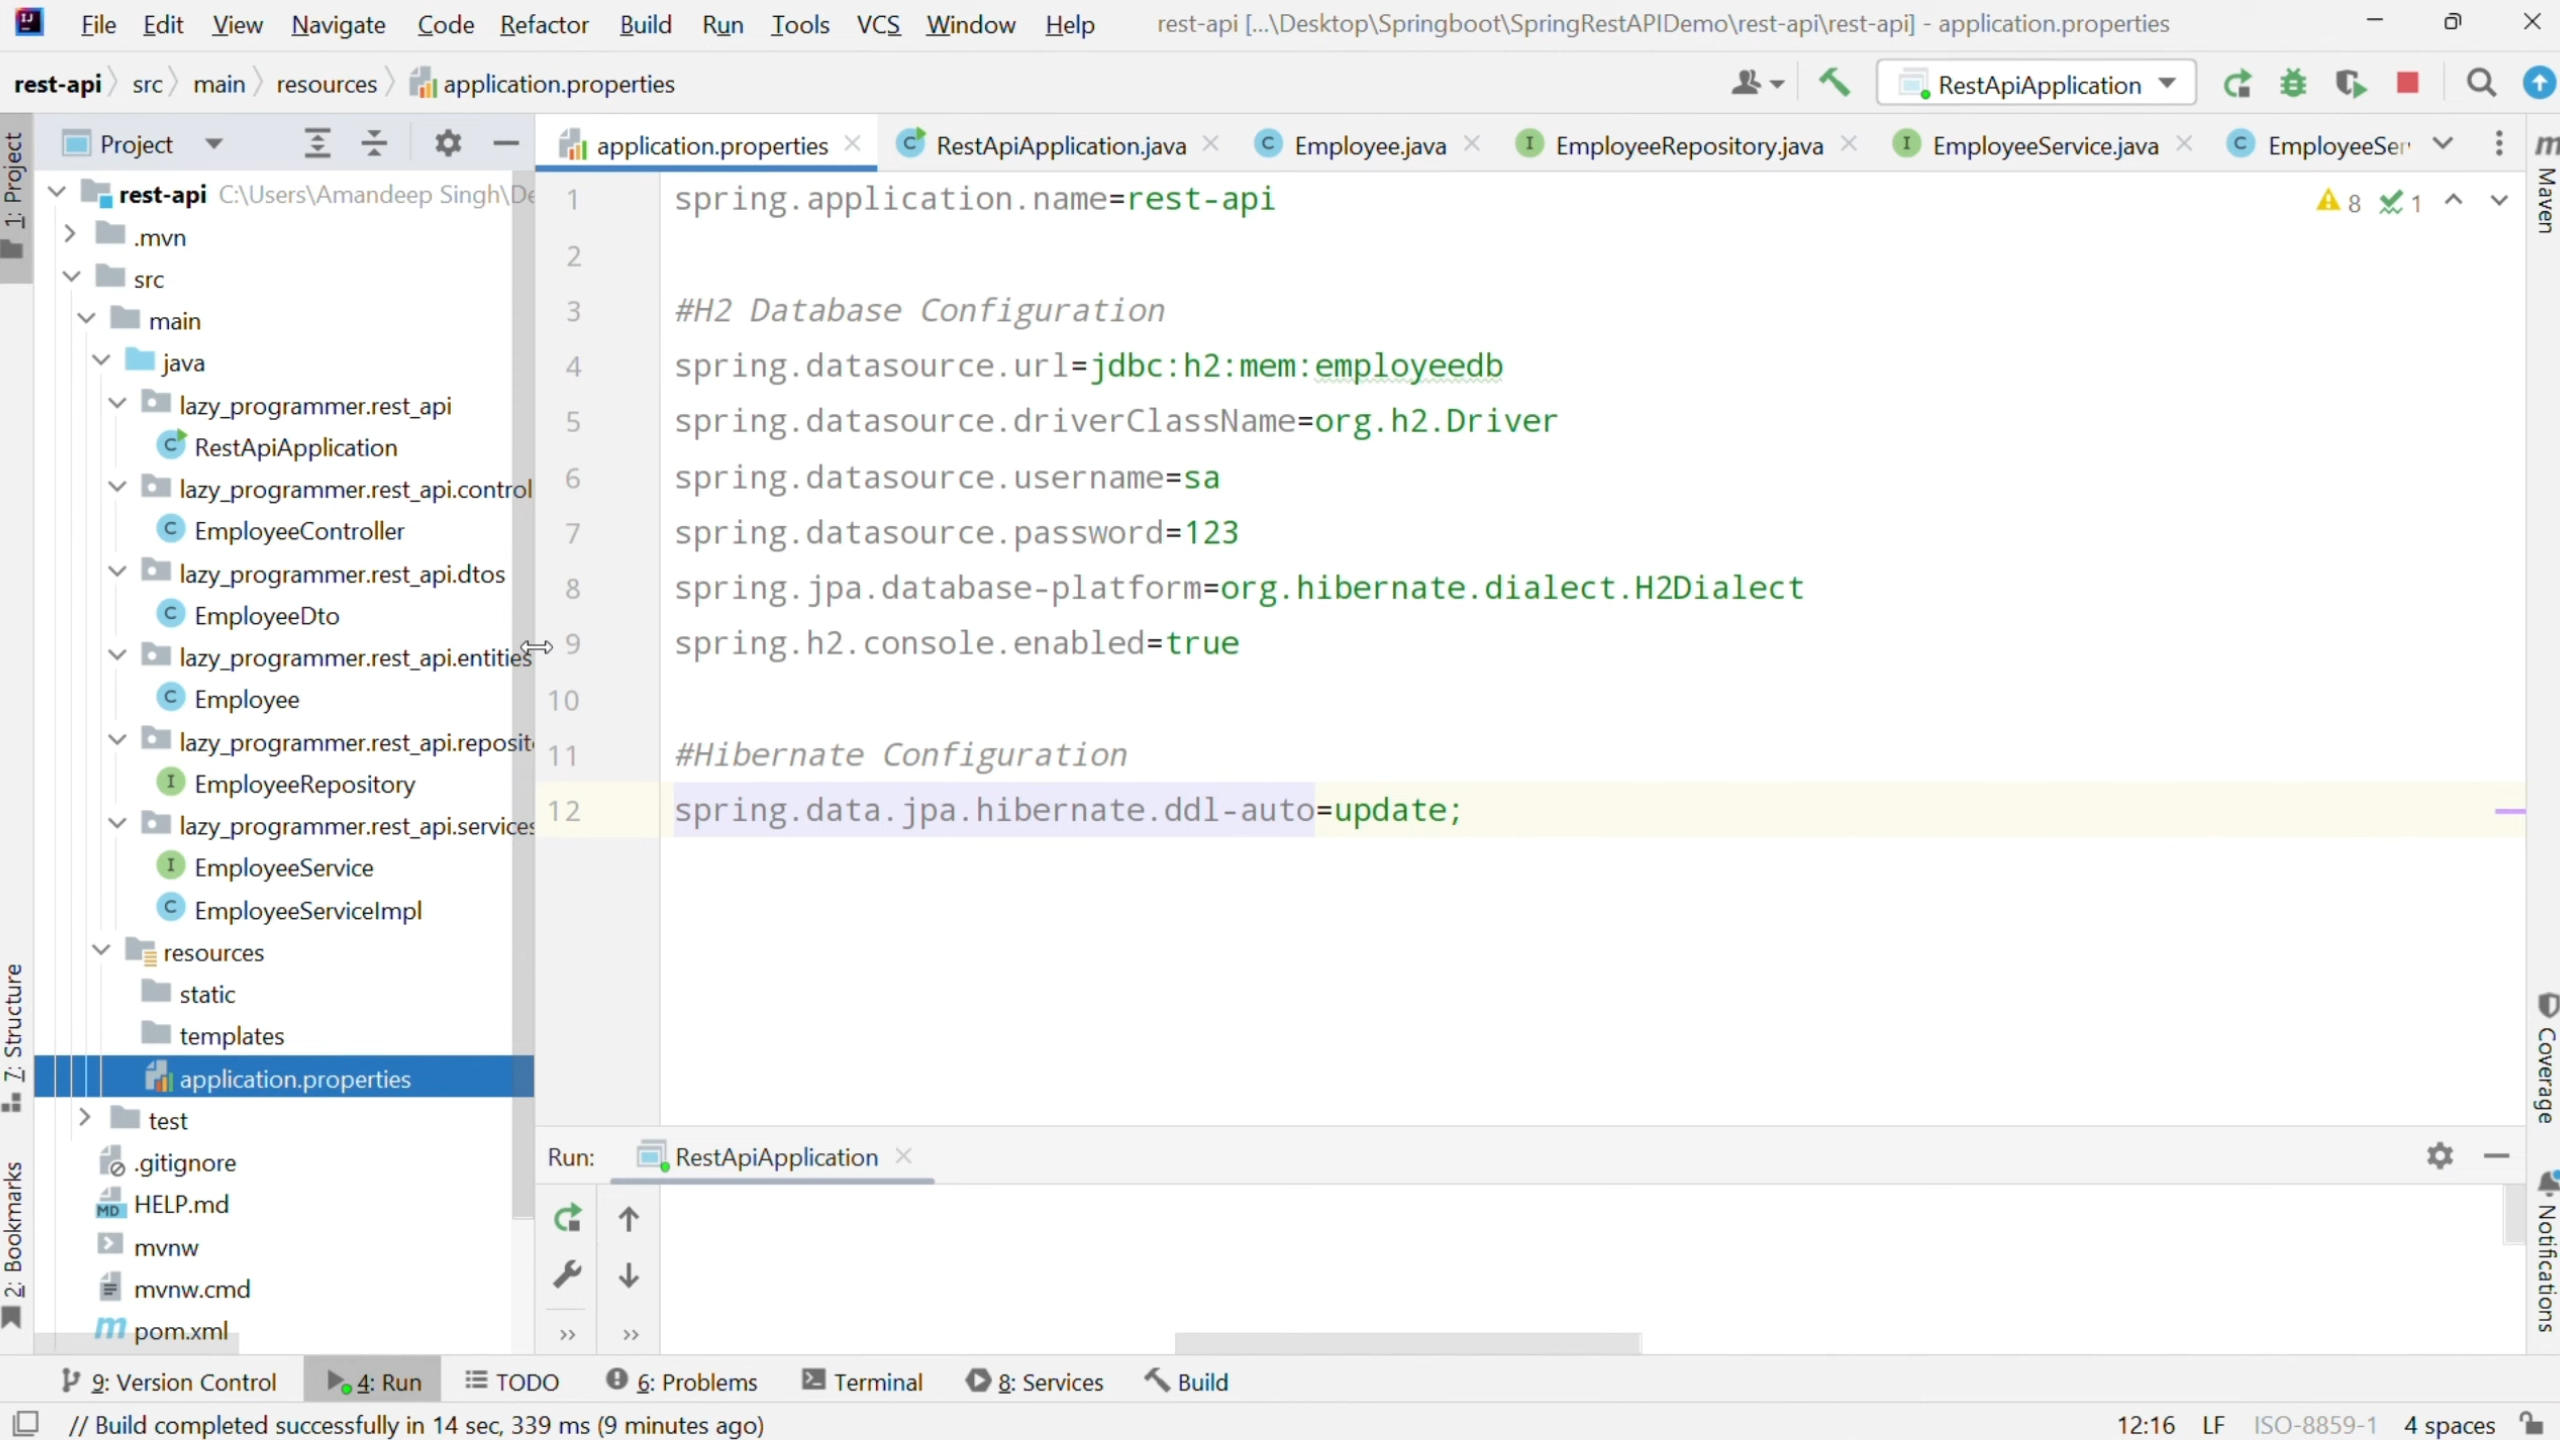 File Edit View Navigate Code Refactor Build Run Tools VCS Window Help rest-api [...\Desktop\Springboot\SpringRestAPIDemo\rest-api\rest-api] - application.properties
rest-api src main resources application.properties RestApiApplication
Project application.properties RestApiApplication.java Employee.java EmployeeRepository.java EmployeeService.java EmployeeSer
1: Project
7: Structure
2: Bookmarks
rest-api C:\Users\Amandeep Singh\De
.mvn
src
main
java
lazy_programmer.rest_api
RestApiApplication
lazy_programmer.rest_api.control
EmployeeController
lazy_programmer.rest_api.dtos
EmployeeDto
lazy_programmer.rest_api.entities
Employee
lazy_programmer.rest_api.reposit
EmployeeRepository
lazy_programmer.rest_api.services
EmployeeService
EmployeeServiceImpl
resources
static
templates
application.properties
test
.gitignore
HELP.md
mvnw
mvnw.cmd
pom.xml
1 spring.application.name=rest-api
2
3 #H2 Database Configuration
4 spring.datasource.url=jdbc:h2:mem:employeedb
5 spring.datasource.driverClassName=org.h2.Driver
6 spring.datasource.username=sa
7 spring.datasource.password=123
8 spring.jpa.database-platform=org.hibernate.dialect.H2Dialect
9 spring.h2.console.enabled=true
10
11 #Hibernate Configuration
12 spring.data.jpa.hibernate.ddl-auto=update;
8 1
Maven
Coverage
Notifications
Run: RestApiApplication
9: Version Control 4: Run TODO 6: Problems Terminal 8: Services Build
// Build completed successfully in 14 sec, 339 ms (9 minutes ago) 12:16 LF ISO-8859-1 4 spaces